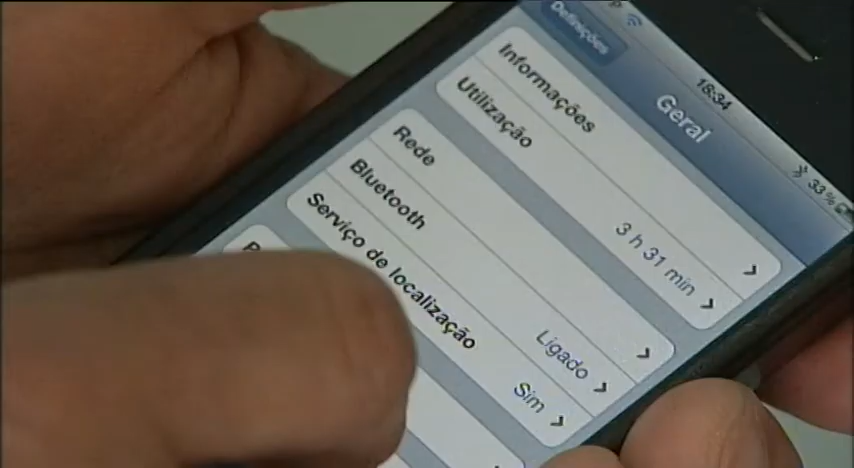 18:34
33%
Definições
Geral
Informações
Utilização 3 h 31 min
Rede
Bluetooth Ligado
Serviço de localização Sim